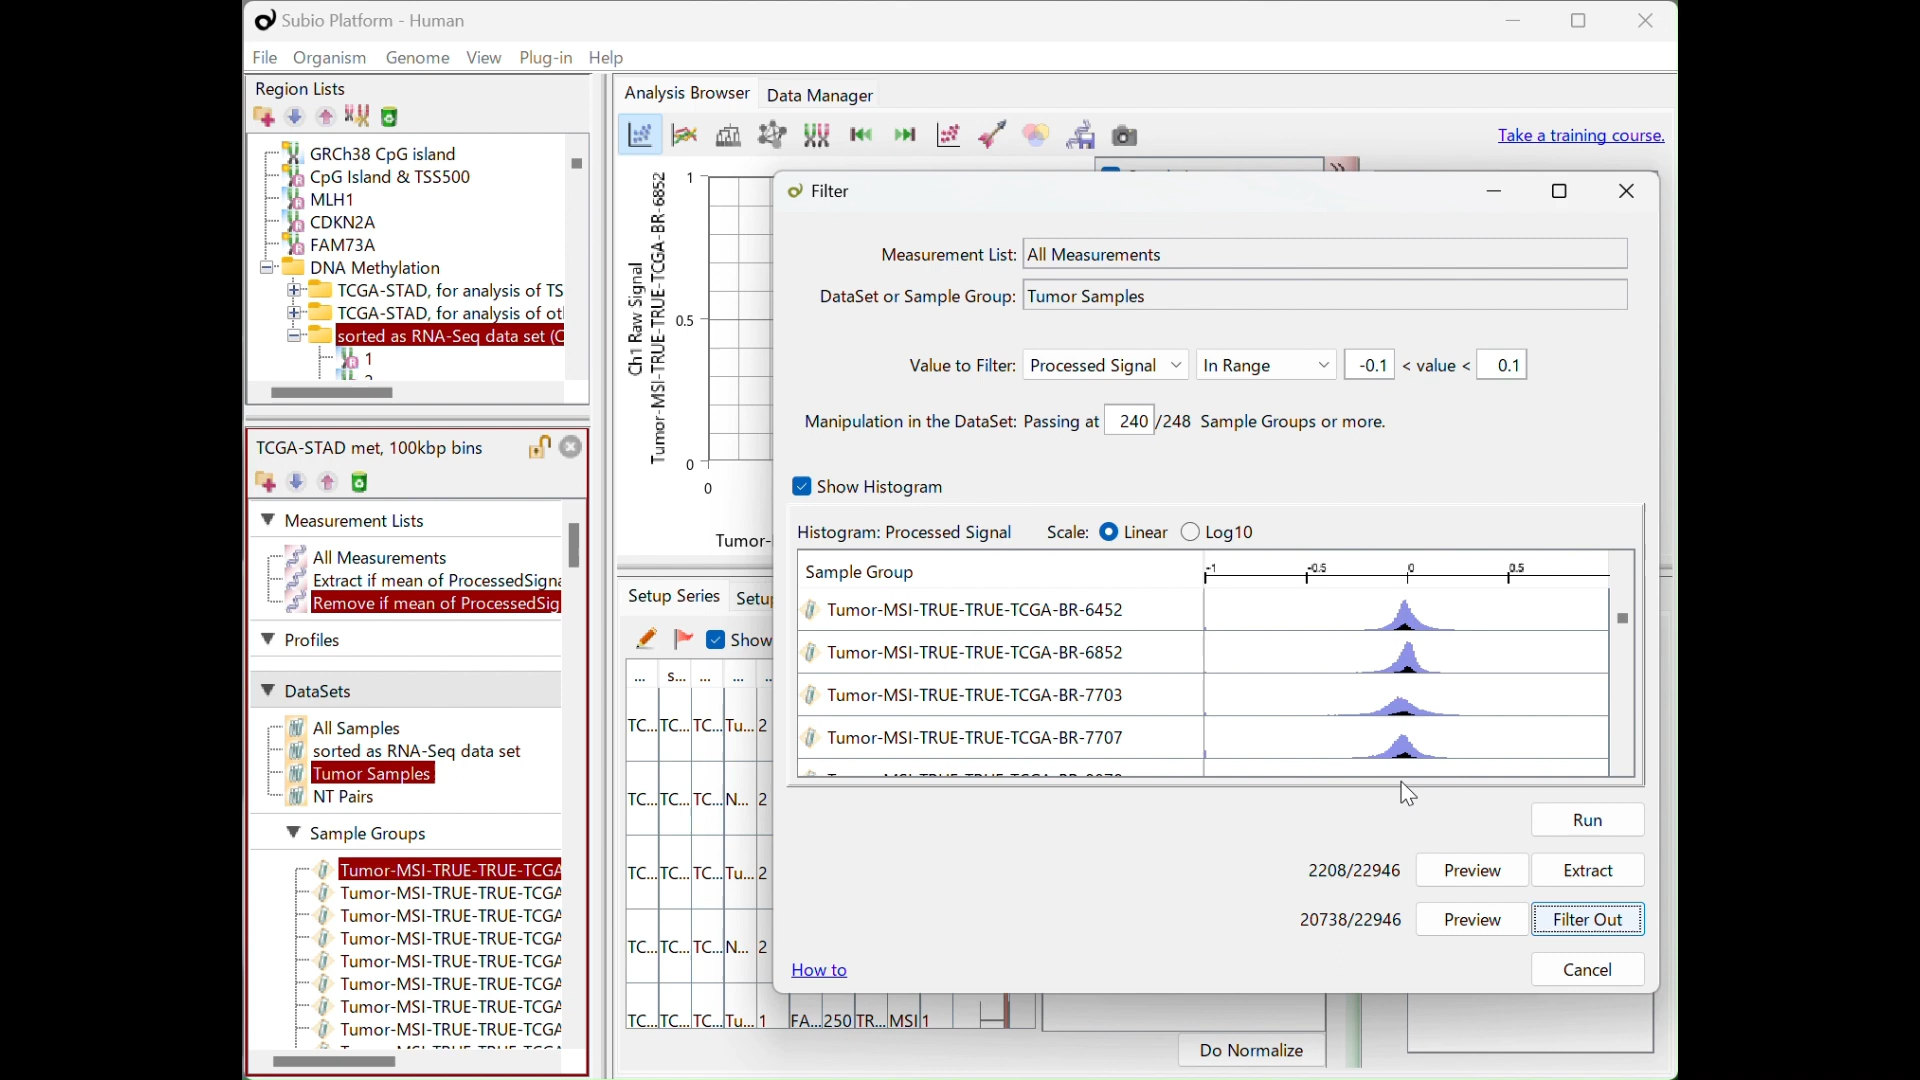 Subio Platform - Human
File Organism Genome View Plug-in Help
Region Lists
GRCh38 CpG island
CpG Island & TSS500
MLH1
CDKN2A
FAM73A
DNA Methylation
TCGA-STAD, for analysis of TS
TCGA-STAD, for analysis of ot
sorted as RNA-Seq data set (C
1
TCGA-STAD met, 100kbp bins
Measurement Lists
All Measurements
Extract if mean of ProcessedSigna
Remove if mean of ProcessedSig
Profiles
DataSets
All Samples
sorted as RNA-Seq data set
Tumor Samples
NT Pairs
Sample Groups
Tumor-MSI-TRUE-TRUE-TCGA
Tumor-MSI-TRUE-TRUE-TCGA
Tumor-MSI-TRUE-TRUE-TCGA
Tumor-MSI-TRUE-TRUE-TCGA
Tumor-MSI-TRUE-TRUE-TCGA
Tumor-MSI-TRUE-TRUE-TCGA
Tumor-MSI-TRUE-TRUE-TCGA
Tumor-MSI-TRUE-TRUE-TCGA
Analysis Browser Data Manager
Take a training course.
Ch1 Raw Signal
Tumor-MSI-TRUE-TRUE-TCGA-BR-6852
1
0.5
0
0
Tumor-
Setup Series Setup
Show
... s... ... ... ..
TC... TC... TC... Tu... 2
TC... TC... TC... N... 2
TC... TC... TC... Tu... 2
TC... TC... TC... N... 2
TC... TC... TC... Tu... 1 FA... 250 TR... MSI 1
Do Normalize
Filter
Measurement List: All Measurements
DataSet or Sample Group: Tumor Samples
Value to Filter: Processed Signal In Range -0.1 < value < 0.1
Manipulation in the DataSet: Passing at 240 /248 Sample Groups or more.
Show Histogram
Histogram: Processed Signal Scale: Linear Log10
Sample Group -1 -0.5 0 0.5
Tumor-MSI-TRUE-TRUE-TCGA-BR-6452
Tumor-MSI-TRUE-TRUE-TCGA-BR-6852
Tumor-MSI-TRUE-TRUE-TCGA-BR-7703
Tumor-MSI-TRUE-TRUE-TCGA-BR-7707
Run
2208/22946 Preview Extract
20738/22946 Preview Filter Out
How to Cancel